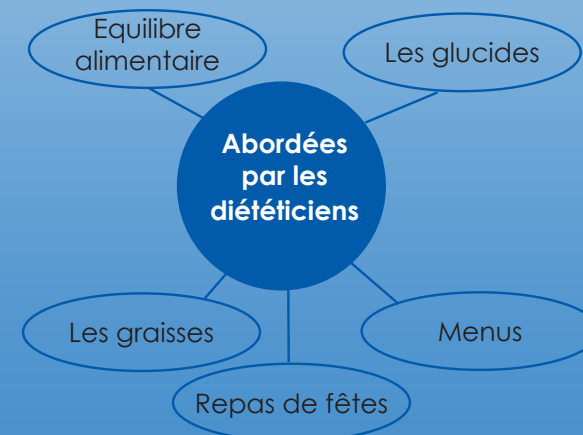 Equilibre
alimentaire
Les glucides
Abordées
par les
diététiciens
Les graisses
Menus
Repas de fêtes